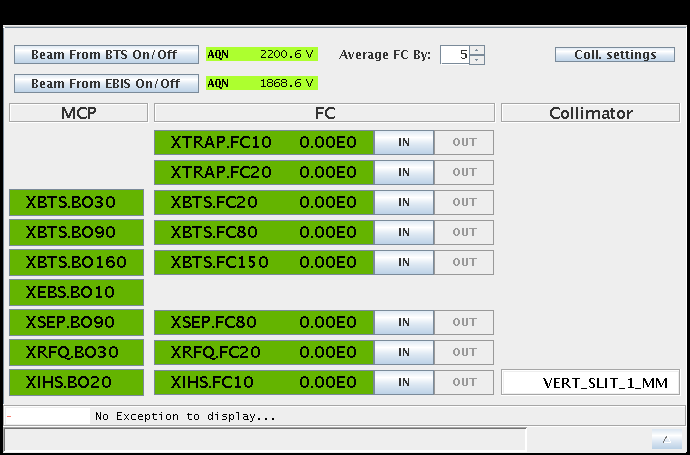 Beam From BTS On/Off AQN 2200.6 V Average FC By: 5 Coll. settings
Beam From EBIS On/Off AQN 1868.6 V
MCP FC Collimator
XTRAP.FC10 0.00E0 IN OUT
XTRAP.FC20 0.00E0 IN OUT
XBTS.BO30 XBTS.FC20 0.00E0 IN OUT
XBTS.BO90 XBTS.FC80 0.00E0 IN OUT
XBTS.BO160 XBTS.FC150 0.00E0 IN OUT
XEBS.BO10
XSEP.BO90 XSEP.FC80 0.00E0 IN OUT
XRFQ.BO30 XRFQ.FC20 0.00E0 IN OUT
XIHS.BO20 XIHS.FC10 0.00E0 IN OUT VERT_SLIT_1_MM
- No Exception to display...